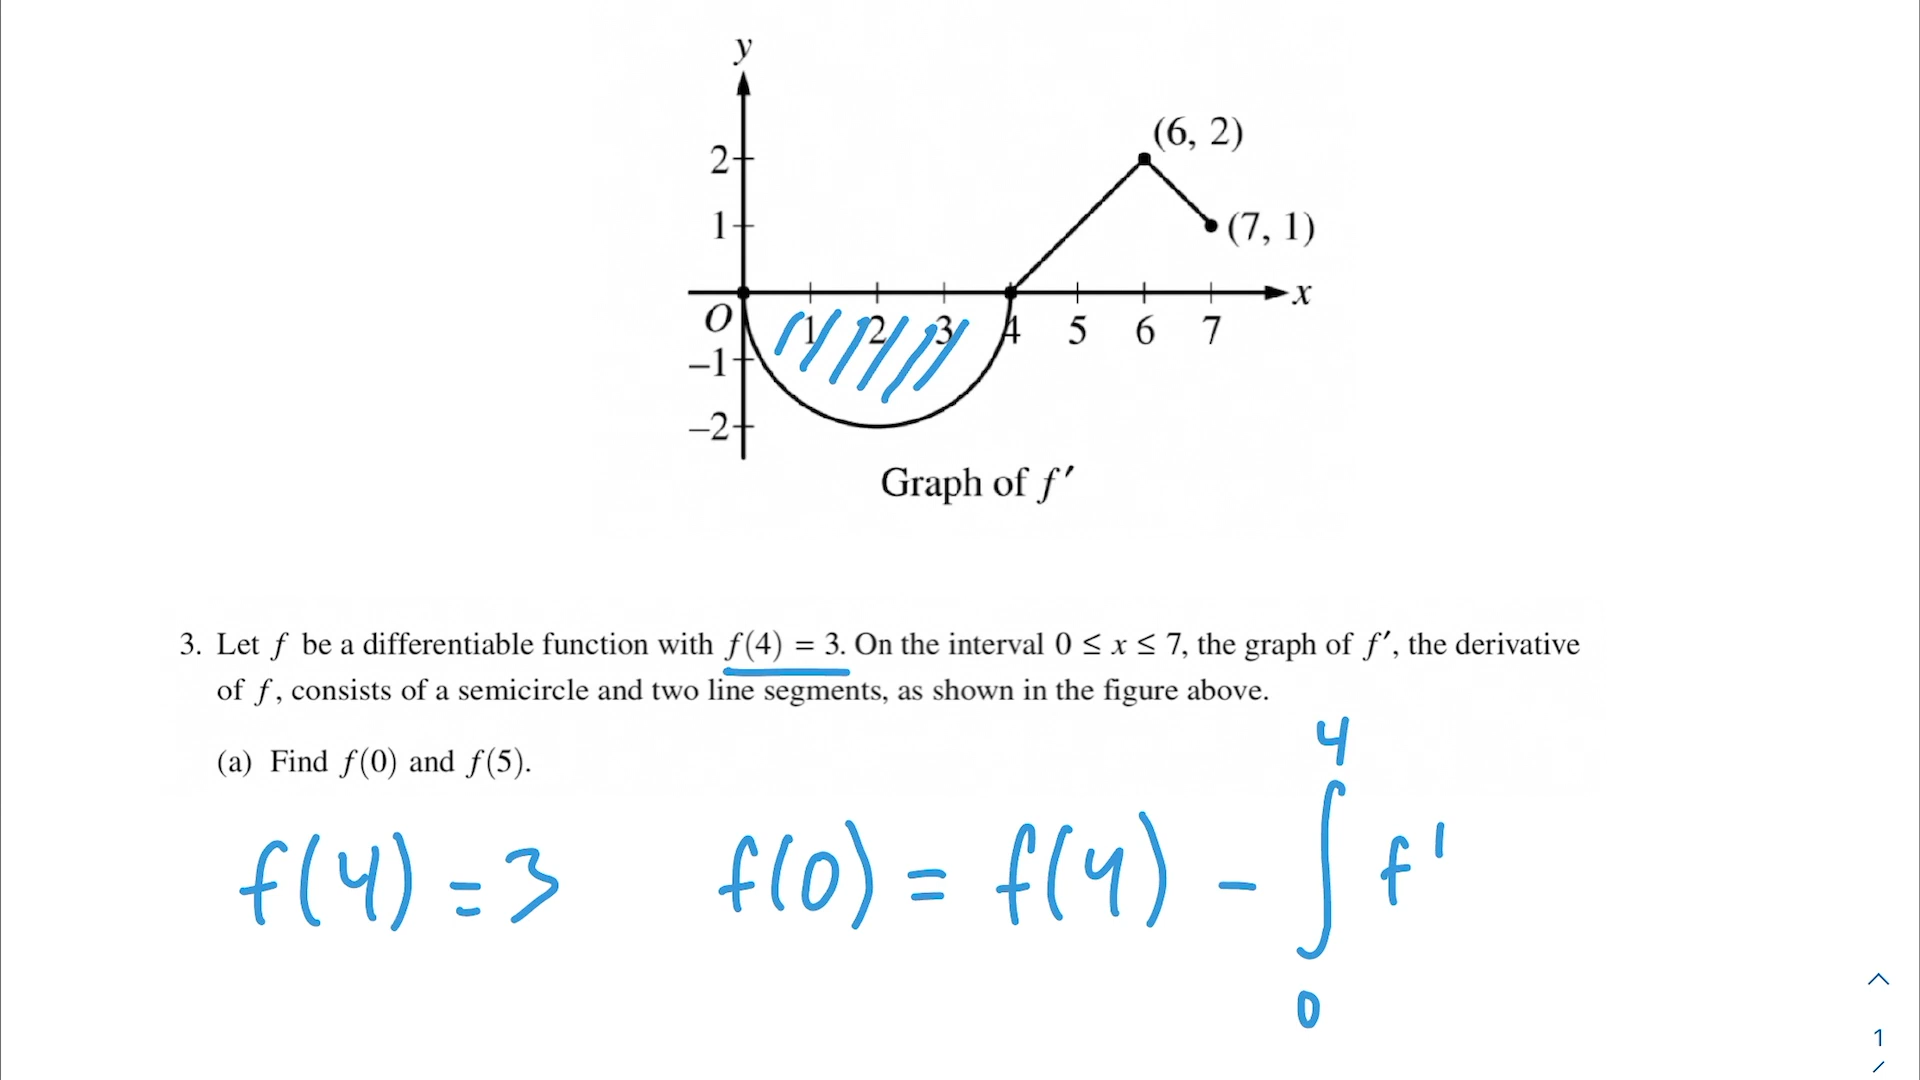 y
(6, 2)
2
1
(7, 1)
x
O
1 2 3 4 5 6 7
–1
–2
Graph of f′
3. Let f be a differentiable function with f(4) = 3. On the interval 0 ≤ x ≤ 7, the graph of f′, the derivative
of f, consists of a semicircle and two line segments, as shown in the figure above.
(a) Find f(0) and f(5).
f(4) = 3 f(0) = f(4) - ∫₀⁴ f'
1